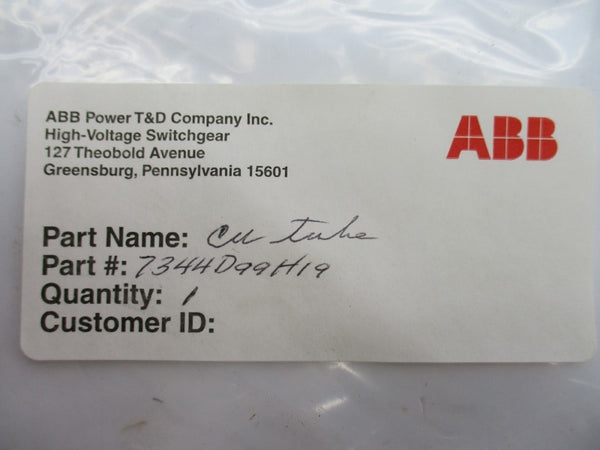 ABB Power T&D Company Inc.
High-Voltage Switchgear
127 Theobold Avenue
Greensburg, Pennsylvania 15601
ABB
Part Name: Cu tube
Part #: 7344D99H19
Quantity: 1
Customer ID: